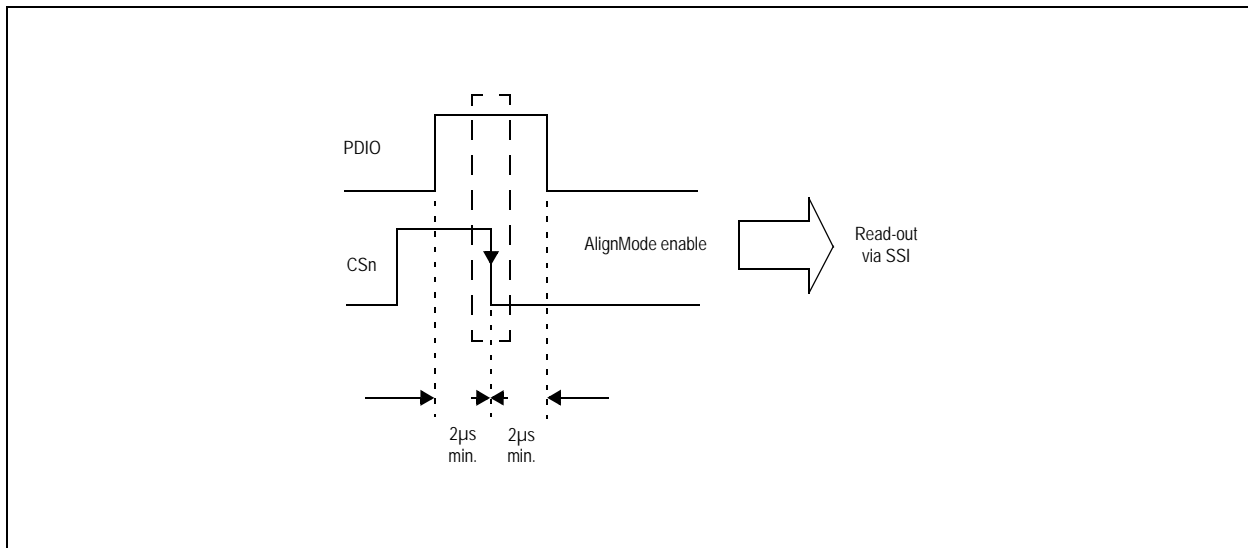 PDIO
CSn
AlignMode enable
Read-out
via SSI
2µs
min.
2µs
min.